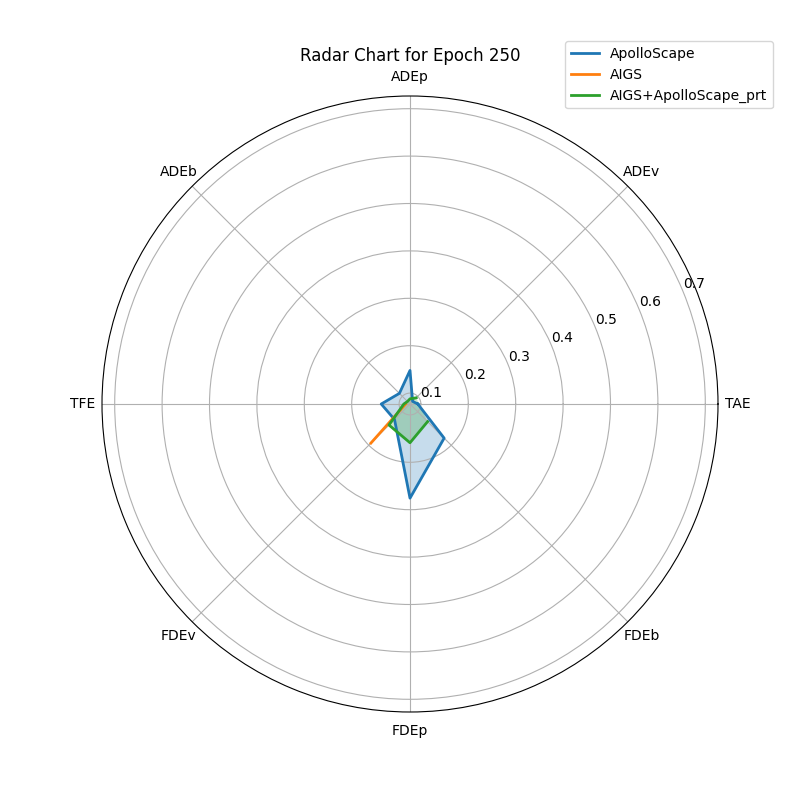 Radar Chart for Epoch 250
ApolloScape
AIGS
AIGS+ApolloScape_prt
ADEp
ADEb
ADEv
0.7
0.6
0.5
0.4
0.3
0.2
0.1
TFE
TAE
FDEv
FDEb
FDEp